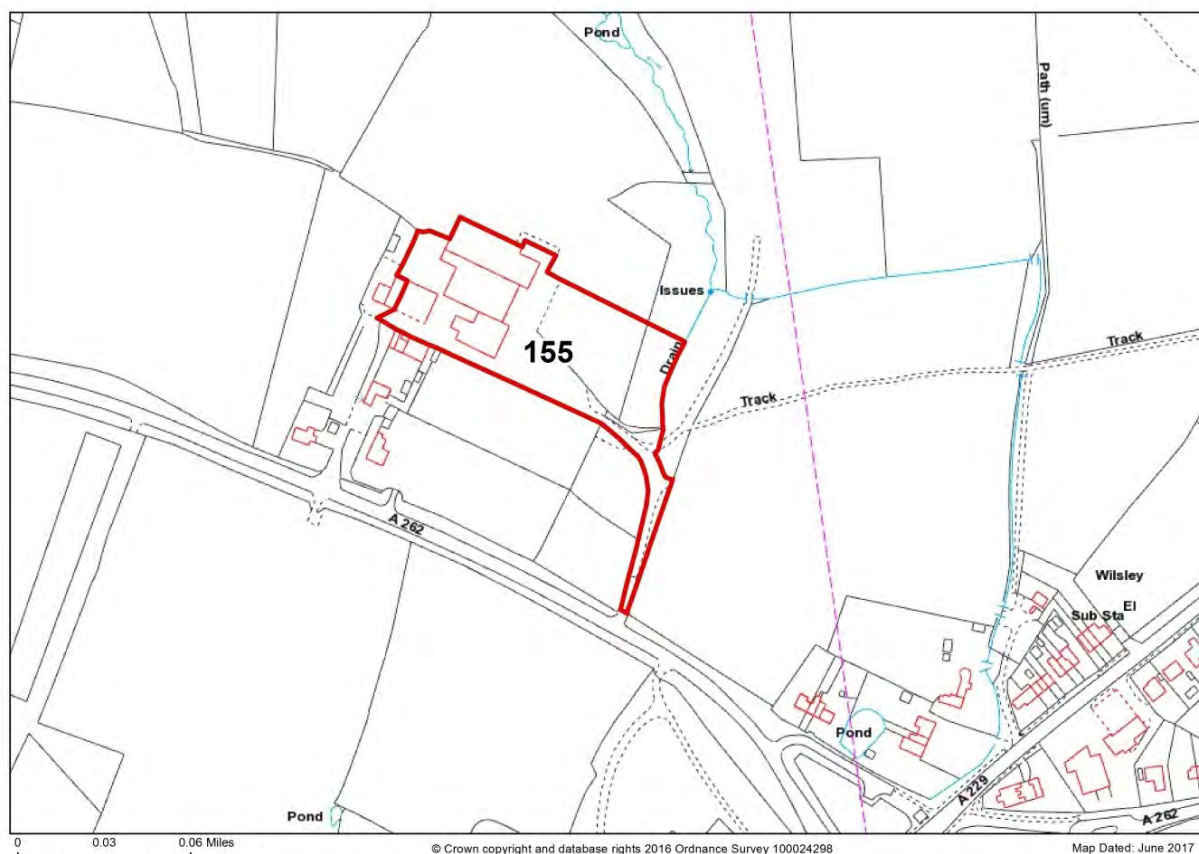 Pond
Path (um)
Issues
155
Drain
Track
Track
A 262
Wilsley
El
Sub Sta
Pond
A 229
A 262
Pond
0 0.03 0.06 Miles
© Crown copyright and database rights 2016 Ordnance Survey 100024298
Map Dated: June 2017